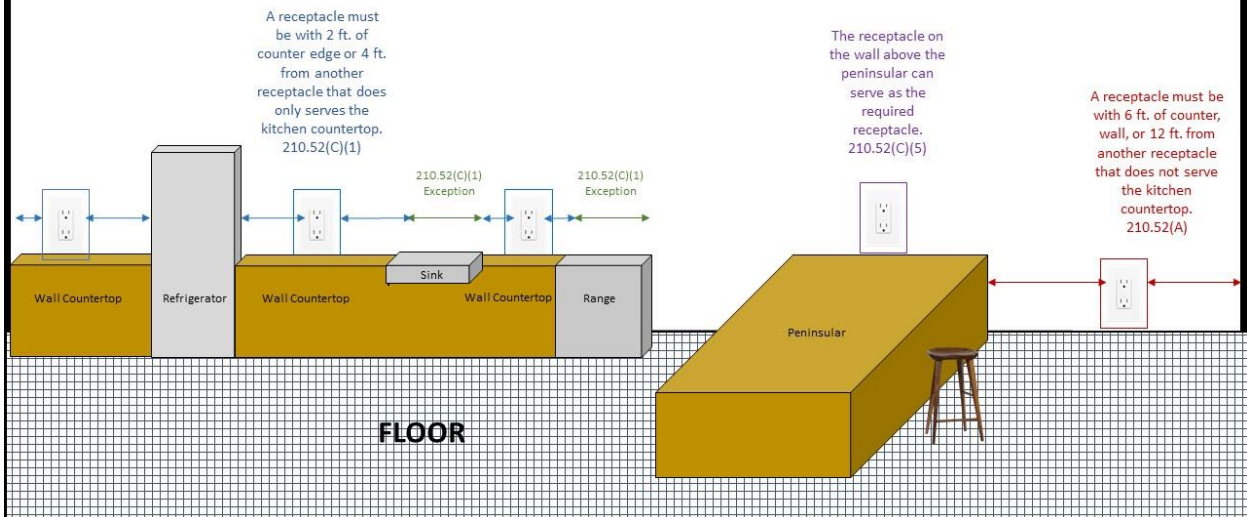 A receptacle must
be with 2 ft. of
counter edge or 4 ft.
from another
receptacle that does
only serves the
kitchen countertop.
210.52(C)(1)
The receptacle on
the wall above the
peninsular can
serve as the
required
receptacle.
210.52(C)(5)
A receptacle must be
with 6 ft. of counter,
wall, or 12 ft. from
another receptacle
that does not serve
the kitchen
countertop.
210.52(A)
210.52(C)(1)
Exception
210.52(C)(1)
Exception
Wall Countertop
Refrigerator
Wall Countertop
Sink
Wall Countertop
Range
Peninsular
FLOOR